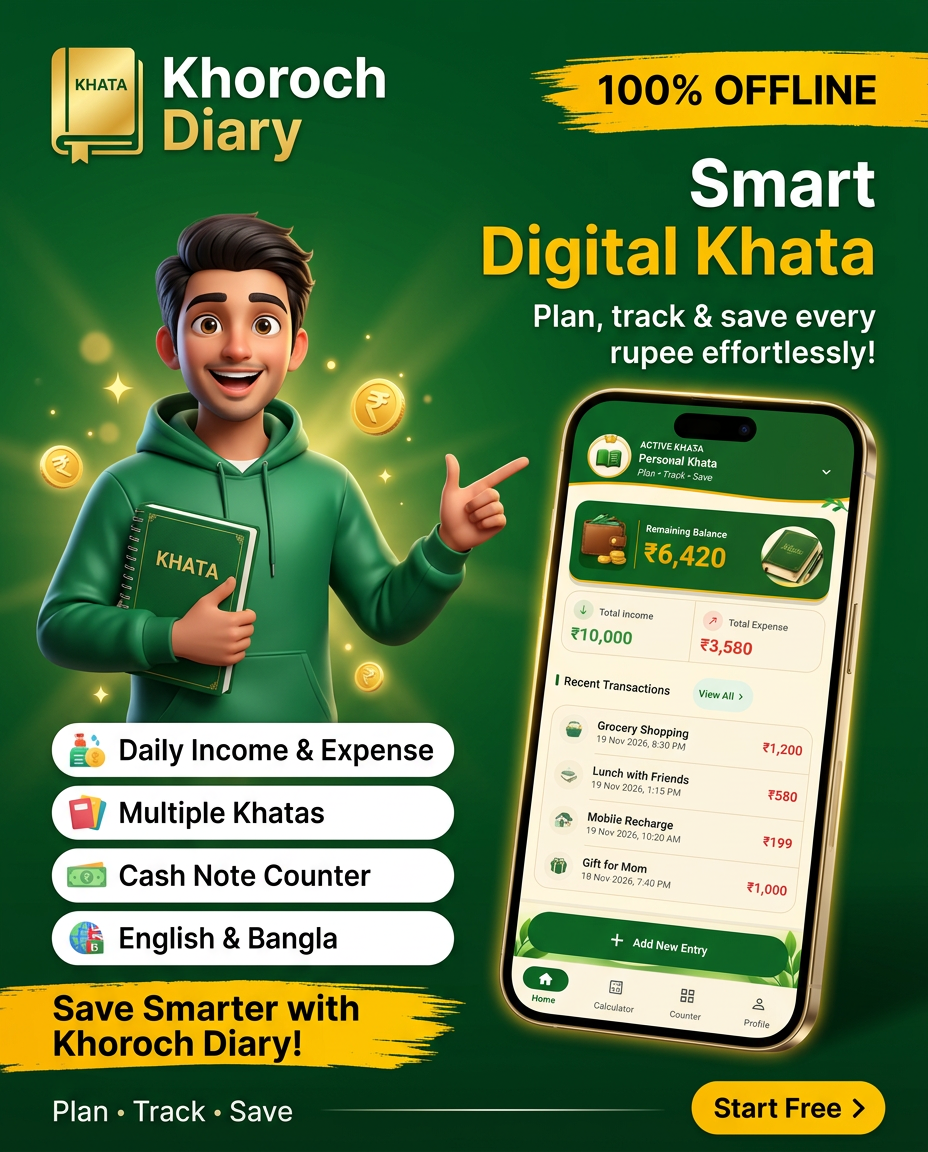 KHATA
Khoroch
Diary
100% OFFLINE
Smart
Digital Khata
Plan, track & save every
rupee effortlessly!
KHATA
ACTIVE KHAЗA
Personal Khata
Plan - Track - Save
Remaining Balance
₹6,420
Total Income
₹10,000
Total Expense
₹3,580
Recent Transactions
View All >
Grocery Shopping
19 Nov 2026, 8:30 PM
₹1,200
Lunch with Friends
19 Nov 2026, 1:15 PM
₹580
Mobile Recharge
19 Nov 2026, 10:20 AM
₹199
Gift for Mom
18 Nov 2026, 7.40 PM
₹1,000
+ Add New Entry
Home
Calculator
Counter
Profile
Daily Income & Expense
Multiple Khatas
Cash Note Counter
English & Bangla
Save Smarter with
Khoroch Diary!
Plan • Track • Save
Start Free >